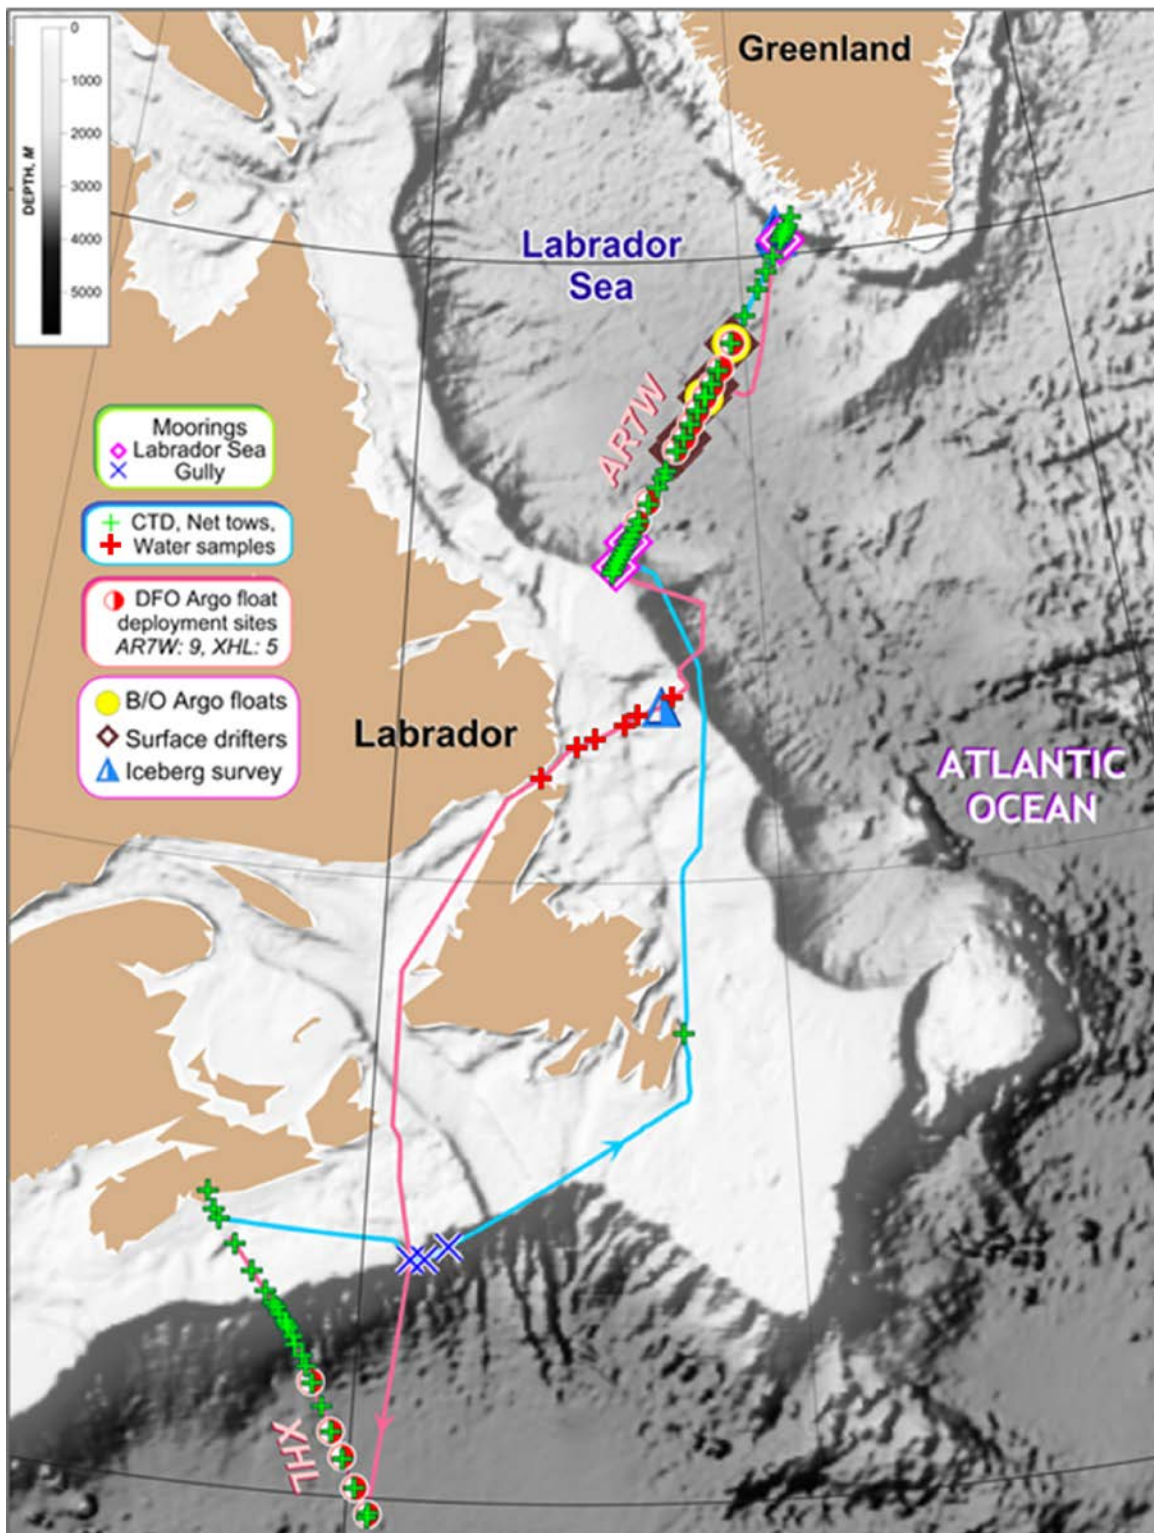 0
1000
2000
3000
4000
5000
DEPTH, M
Greenland
Labrador
Sea
AR7W
Moorings
Labrador Sea
Gully
CTD, Net tows,
Water samples
DFO Argo float
deployment sites
AR7W: 9, XHL: 5
B/O Argo floats
Surface drifters
Iceberg survey
Labrador
ATLANTIC
OCEAN
XHL